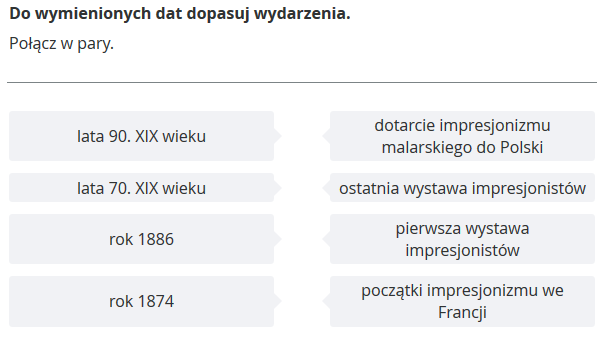 Do wymienionych dat dopasuj wydarzenia.
Połącz w pary.
lata 90. XIX wieku
dotarcie impresjonizmu
malarskiego do Polski
lata 70. XIX wieku
ostatnia wystawa impresjonistów
rok 1886
pierwsza wystawa
impresjonistów
rok 1874
początki impresjonizmu we
Francji